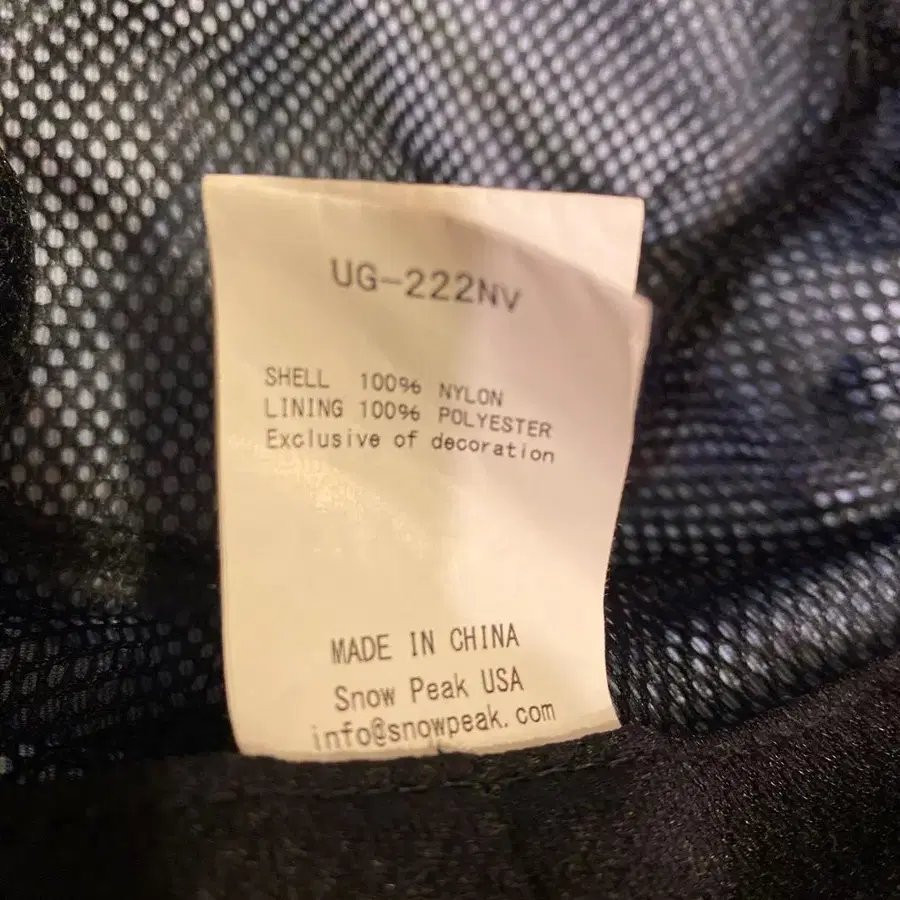 UG-222NV
SHELL 100% NYLON
LINING 100% POLYESTER
Exclusive of decoration
MADE IN CHINA
Snow Peak USA
info@snowpeak.com